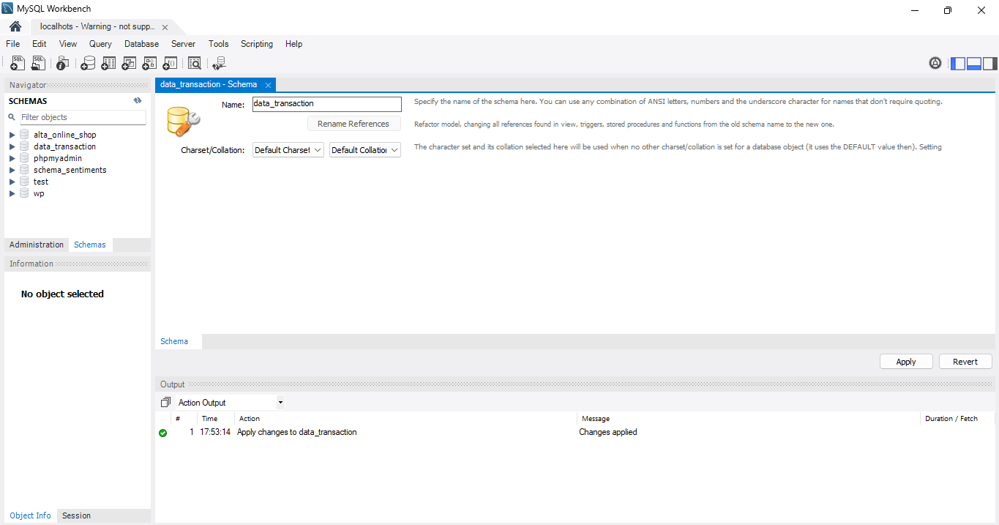 MySQL Workbench
localhots - Warning - not supp...
File Edit View Query Database Server Tools Scripting Help
Navigator
SCHEMAS
Filter objects
alta_online_shop
data_transaction
phpmyadmin
schema_sentiments
test
wp
Administration Schemas
Information
No object selected
Object Info Session
data_transaction - Schema
Name: data_transaction Specify the name of the schema here. You can use any combination of ANSI letters, numbers and the underscore character for names that don't require quoting.
Rename References Refactor model, changing all references found in view, triggers, stored procedures and functions from the old schema name to the new one.
Charset/Collation: Default Charset Default Collation The character set and its collation selected here will be used when no other charset/collation is set for a database object (it uses the DEFAULT value then). Setting
Schema
Apply Revert
Output
Action Output
# Time Action Message Duration / Fetch
1 17:53:14 Apply changes to data_transaction Changes applied